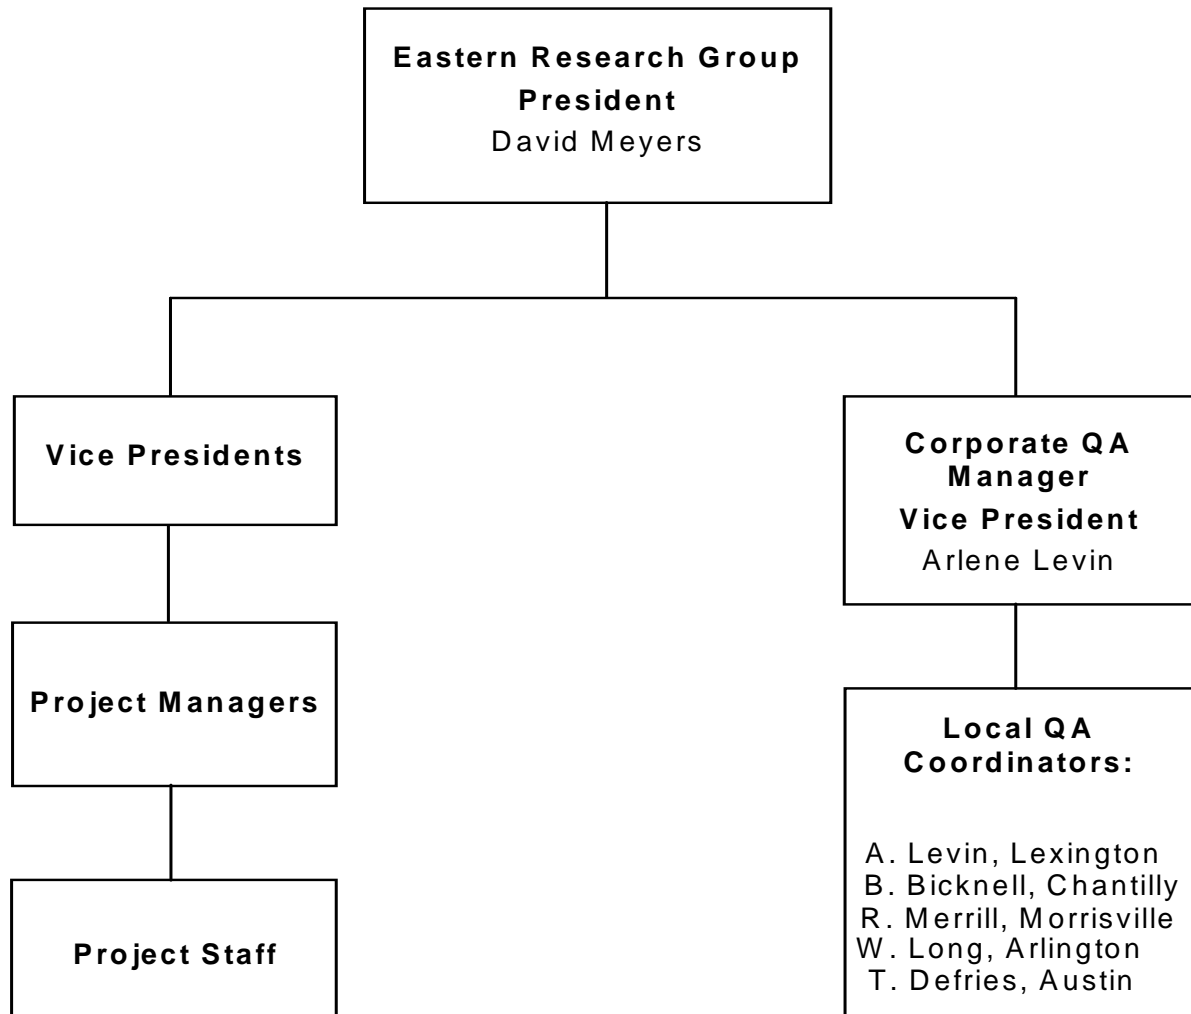 Eastern Research Group
President
David Meyers
Vice Presidents
Corporate QA
Manager
Vice President
Arlene Levin
Project Managers
Local QA
Coordinators:
A. Levin, Lexington
B. Bicknell, Chantilly
R. Merrill, Morrisville
W. Long, Arlington
T. Defries, Austin
Project Staff